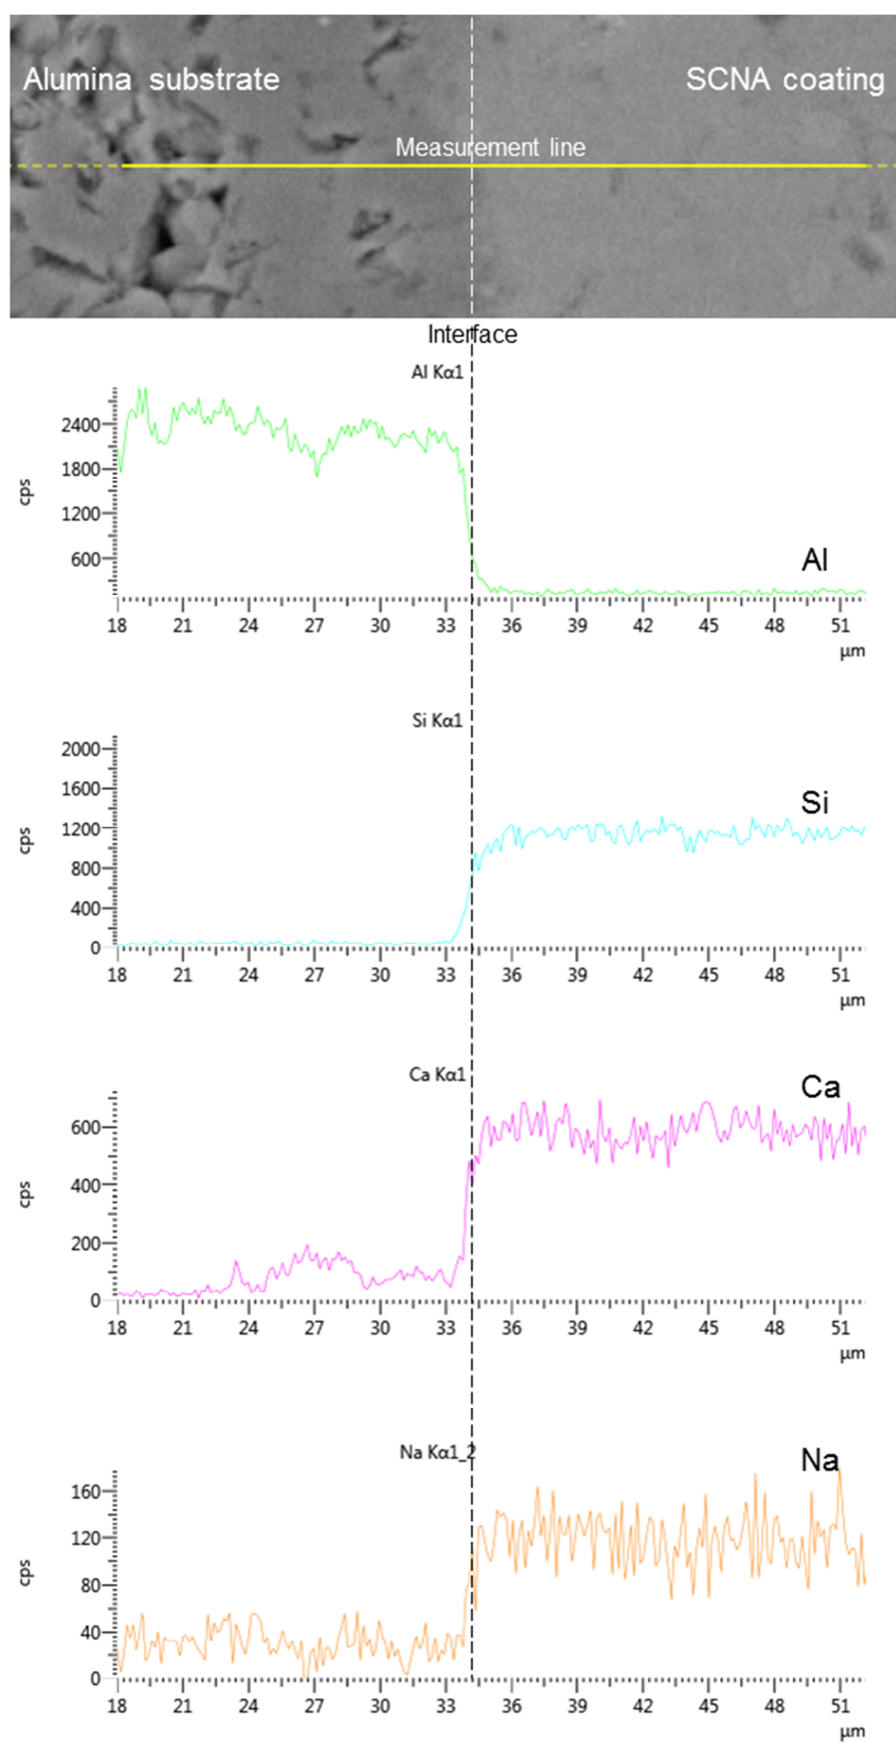 Alumina substrate SCNA coating
Measurement line
Interface
Al Kα1
2400
1800
1200
600
cps
Al
18 21 24 27 30 33 36 39 42 45 48 51
µm
Si Kα1
2000
1600
1200
800
400
0
cps
Si
18 21 24 27 30 33 36 39 42 45 48 51
µm
Ca Kα1
600
400
200
0
cps
Ca
18 21 24 27 30 33 36 39 42 45 48 51
µm
Na Kα1_2
160
120
80
40
0
cps
Na
18 21 24 27 30 33 36 39 42 45 48 51
µm